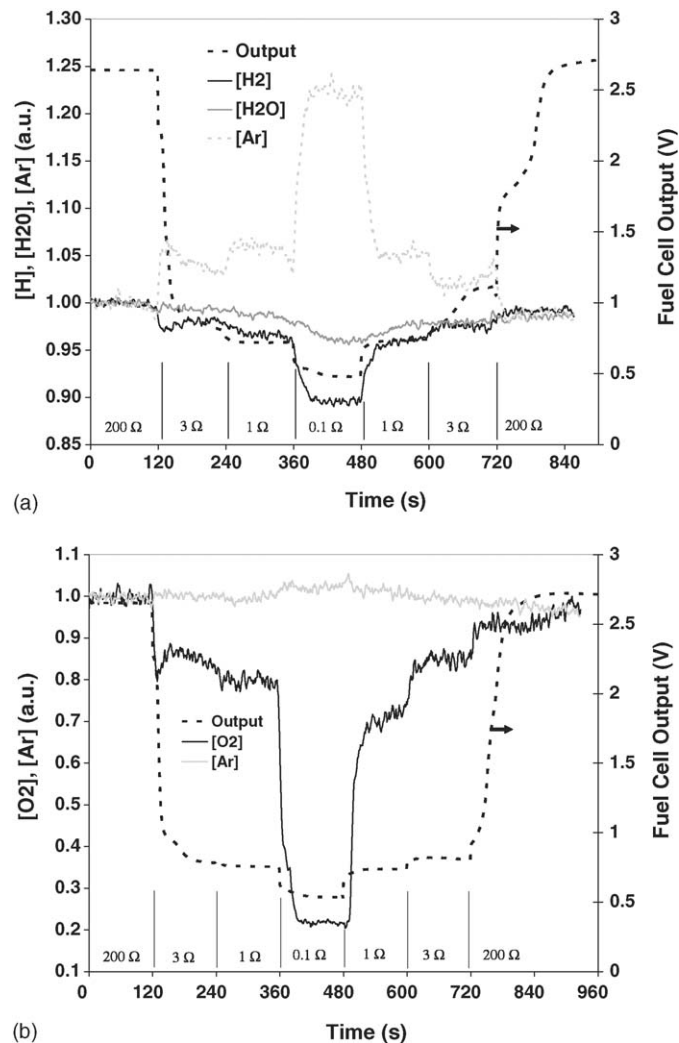 1.30
3
Output
[H2]
[H2O]
[Ar]
1.25
2.5
1.20
2
1.15
1.10
1.5
1.05
1.00
1
0.95
0.5
0.90
200 Ω 3 Ω 1 Ω 0.1 Ω 1 Ω 3 Ω 200 Ω
0.85
0
0 120 240 360 480 600 720 840
[H], [H20], [Ar] (a.u.)
Fuel Cell Output (V)
Time (s)
(a)
1.1
3
1.0
2.5
0.9
0.8
2
0.7
Output
[O2]
[Ar]
0.6
1.5
0.5
1
0.4
0.3
0.5
0.2
200 Ω 3 Ω 1 Ω 0.1 Ω 1 Ω 3 Ω 200 Ω
0.1
0
0 120 240 360 480 600 720 840 960
[O2], [Ar] (a.u.)
Fuel Cell Output (V)
Time (s)
(b)